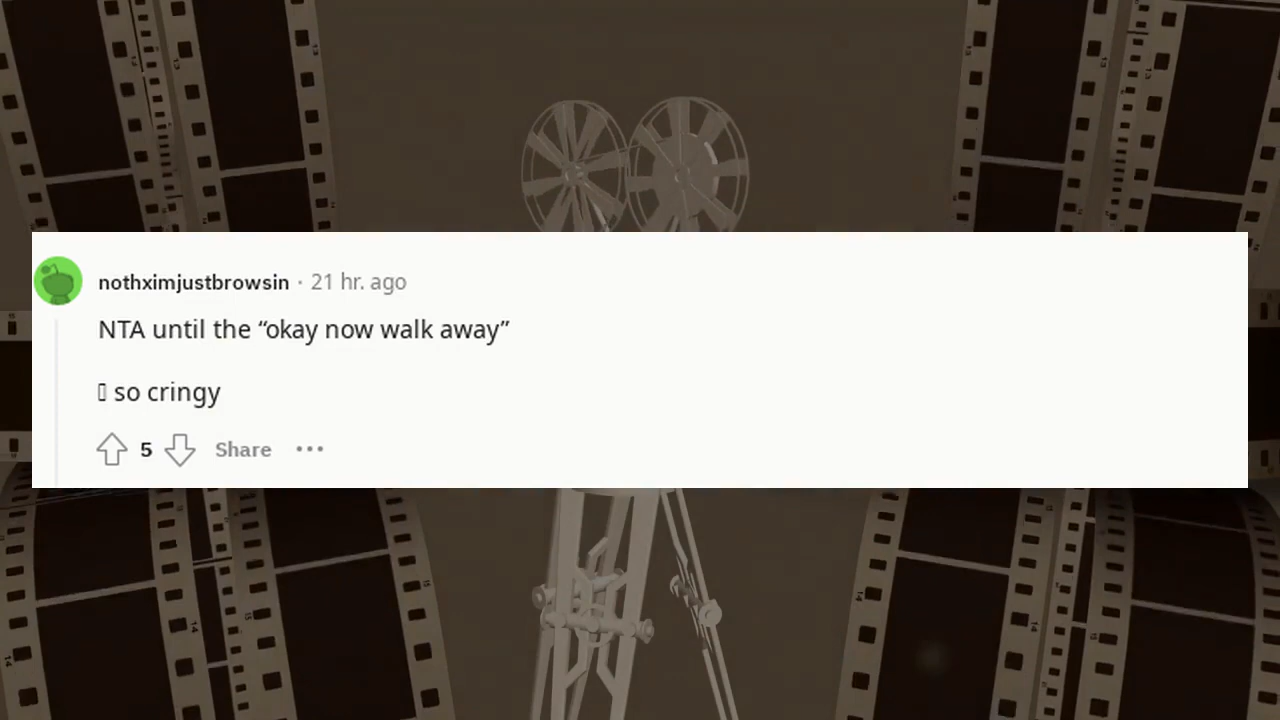 nothximjustbrowsin · 21 hr. ago
NTA until the “okay now walk away”
▯ so cringy
5 Share •••